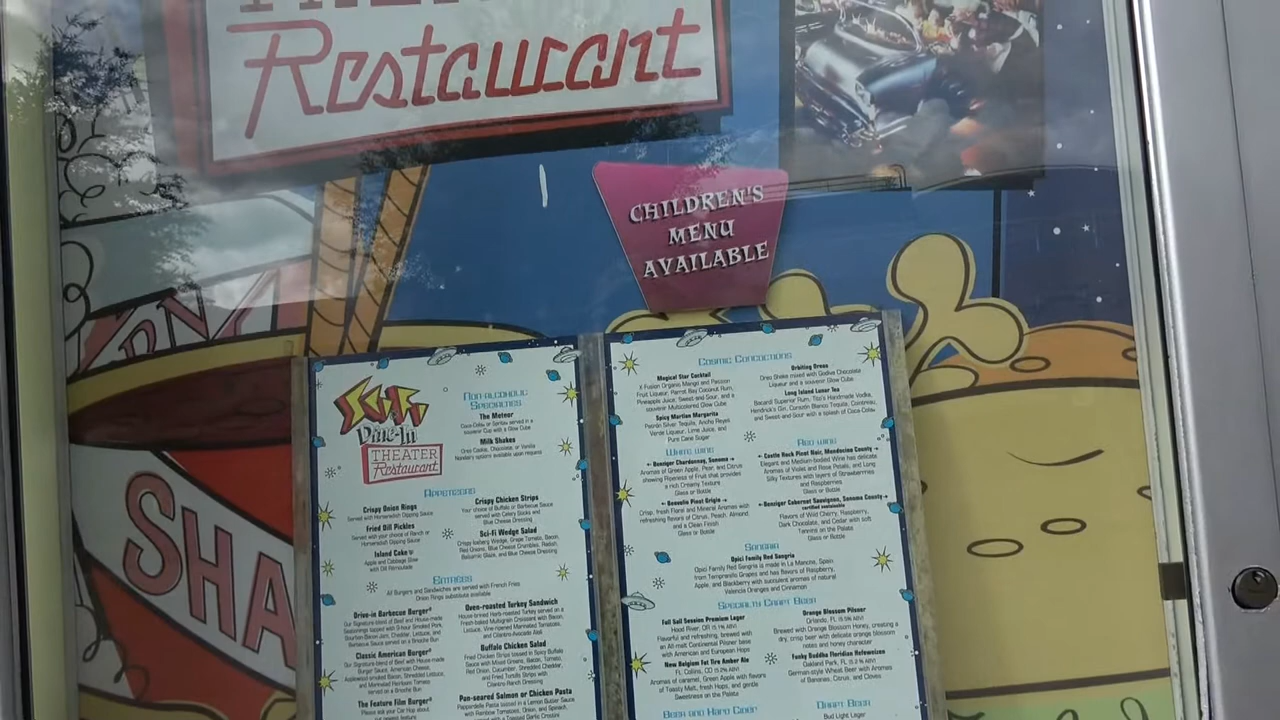 THEATER
Restaurant
CHILDREN'S
MENU
AVAILABLE
SHA
Sci-Fi
Dine-In
THEATER
Restaurant
Non-alcoholic
Specialties
The Meteor
Coca-Cola or Sprite served in a
souvenir Cup with a Glow Cube
Milk Shakes
Oreo Cookie, Chocolate, or Vanilla
Appetizers
Crispy Onion Rings
Served with Horseradish Dipping Sauce
Fried Dill Pickles
Served with your choice of Ranch or
Horseradish Dipping Sauce
Island Cake
Apple and Cabbage Slaw
with Dill Remoulade
Crispy Chicken Strips
Your choice of Buffalo or Barbecue Sauce
served with Celery Sticks and
Blue Cheese Dressing
Sci-Fi Wedge Salad
Crispy Iceberg Wedge, Grape Tomato, Bacon,
Red Onions, Blue Cheese Crumbles, Radish,
Balsamic Glaze, and Blue Cheese Dressing
Entrées
All Burgers and Sandwiches are served with French Fries
Onion Rings substitute available
Drive-in Barbecue Burger*
Our Signature blend of Beef and House-made
Seasonings topped with 9-hour Smoked Pork,
Bourbon-Bacon Jam, Cheddar, Lettuce, and
Barbecue Sauce served on a Brioche Bun
Classic American Burger*
Our Signature blend of Beef with House-made
Burger Sauce, American Cheese,
Applewood smoked Bacon, Shredded Lettuce,
and Marinated Heirloom Tomato
served on a Brioche Bun
The Feature Film Burger*
Please ask your Car Hop about
Oven-roasted Turkey Sandwich
House-brined Herb-roasted Turkey served on a
Fresh-baked Multigrain Croissant with Bacon,
Lettuce, Vine-ripened Marinated Tomatoes,
and Cilantro-Avocado Aïoli
Buffalo Chicken Salad
Fried Chicken Strips tossed in Spicy Buffalo
Sauce with Mixed Greens, Bacon, Tomato,
Red Onion, Cucumber, Shredded Cheddar,
and Fried Tortilla Strips with
Cilantro-Ranch Dressing
Pan-seared Salmon or Chicken Pasta
Pappardelle Pasta tossed in a Lemon Butter Sauce
with Rainbow Tomatoes, Onion, and Spinach,
Cosmic Concoctions
Magical Star Cocktail
X-Fusion Organic Mango and Passion
Fruit Liqueur, Parrot Bay Coconut Rum,
Pineapple Juice, Sweet-and-Sour, and a
souvenir Multicolored Glow Cube
Spicy Martian Margarita
Patrón Silver Tequila, Ancho Reyes
Verde Liqueur, Lime Juice, and
Pure Cane Sugar
Orbiting Oreos
Oreo Shake mixed with Godiva Chocolate
Liqueur and a souvenir Glow Cube
Long Island Lunar Tea
Bacardi Superior Rum, Tito's Handmade Vodka,
Hendrick's Gin, Corazón Blanco Tequila, Cointreau,
and Sweet-and-Sour with a splash of Coca-Cola
White Wine
Benziger Chardonnay, Sonoma
Aromas of Green Apple, Pear, and Citrus
showing Ripeness of Fruit that provides
a rich Creamy Texture
Glass or Bottle
Benvolio Pinot Grigio
Crisp, fresh Floral and Mineral Aromas with
refreshing flavors of Citrus, Peach, Almond,
and a Clean Finish
Glass or Bottle
Red Wine
Castle Rock Pinot Noir, Mendocino County
Elegant and Medium-bodied Wine has delicate
Aromas of Violet and Rose Petals, and Long
Silky Textures with layers of Strawberries
and Raspberries
Glass or Bottle
Benziger Cabernet Sauvignon, Sonoma County
certified sustainable
Flavors of Wild Cherry, Raspberry,
Dark Chocolate, and Cedar with soft
Tannins on the Palate
Glass or Bottle
Sangria
Opici Family Red Sangria
Opici Family Red Sangria is made in La Mancha, Spain
from Tempranillo Grapes and has flavors of Raspberry,
Apple, and Blackberry with succulent aromas of natural
Valencia Oranges and Cinnamon
Specialty Craft Beer
Full Sail Session Premium Lager
Hood River, OR (5.1% ABV)
Flavorful and refreshing, brewed with
an All-malt Continental Pilsner base
with American and European Hops
New Belgium Fat Tire Amber Ale
Ft. Collins, CO (5.2% ABV)
Aromas of caramel, Green Apple with flavors
of Toasty Malt, fresh Hops, and gentle
Sweetness on the Palate
Orange Blossom Pilsner
Orlando, FL (5.5% ABV)
Brewed with Orange Blossom Honey, creating a
dry, crisp beer with delicate orange blossom
notes and honey character
Funky Buddha Floridian Hefeweizen
Oakland Park, FL (5.2% ABV)
German-style Wheat Beer with Aromas
of Bananas, Citrus, and Cloves
Beer and Hard Cider
Draft Beer
Bud Light Lager